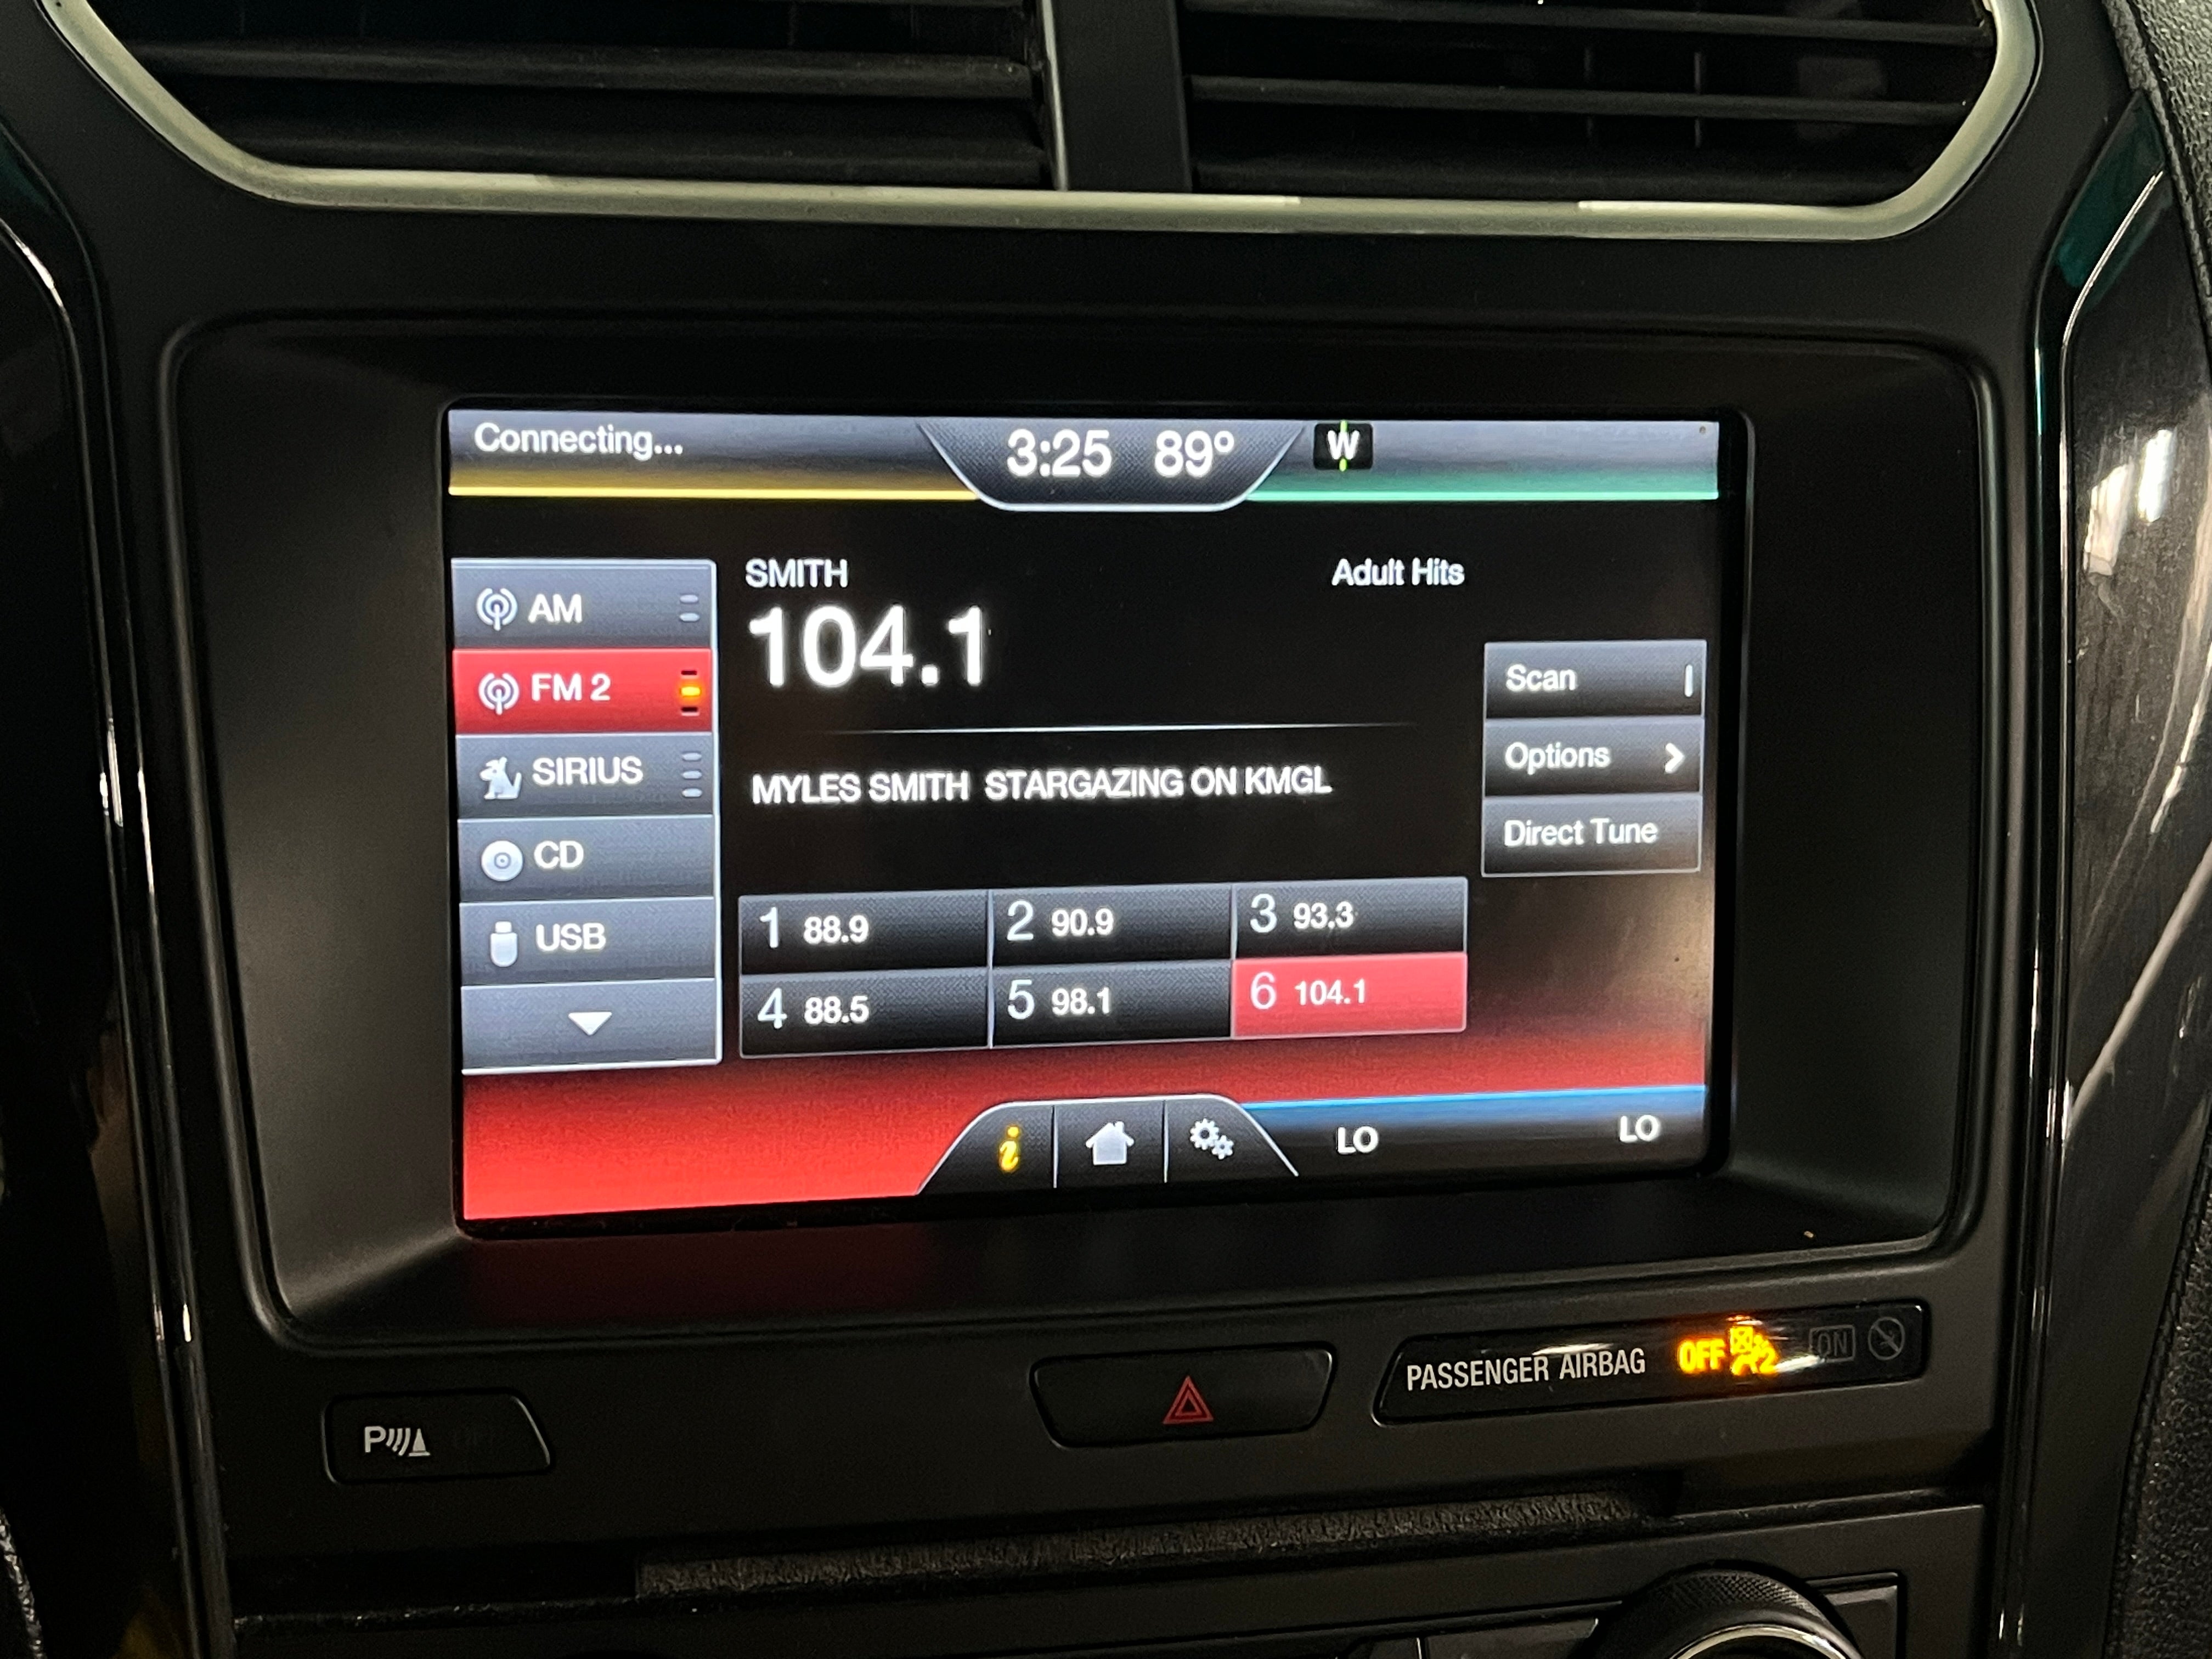 Connecting...
3:25 89°
W
SMITH
Adult Hits
104.1
AM
FM 2
SIRIUS
CD
USB
Scan
Options
Direct Tune
MYLES SMITH STARGAZING ON KMGL
1 88.9
2 90.9
3 93.3
4 88.5
5 98.1
6 104.1
i
LO
LO
PASSENGER AIRBAG OFF 2 ON
P